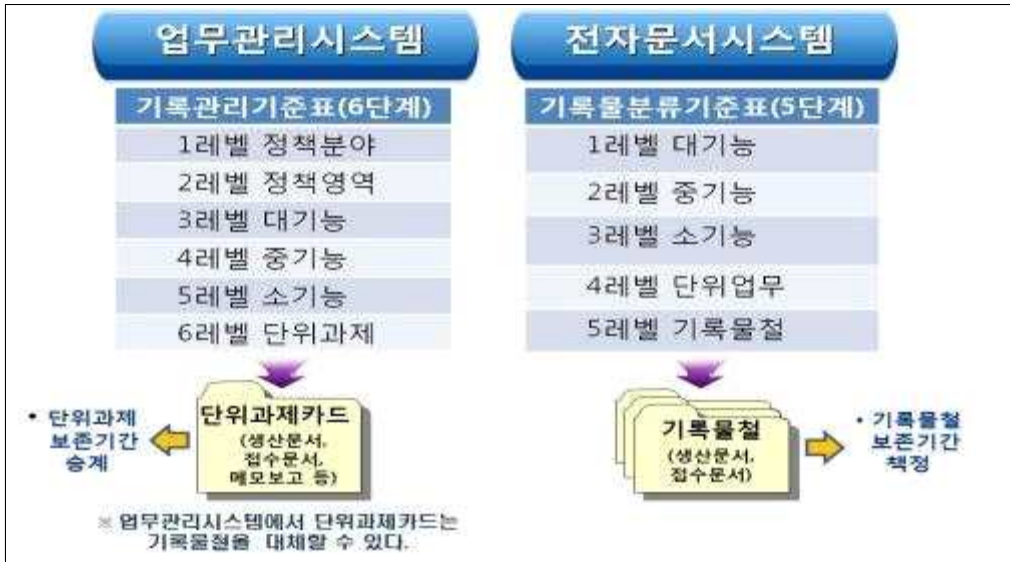 업무관리시스템
기록관리기준표(6단계)
1레벨 정책분야
2레벨 정책영역
3레벨 대기능
4레벨 중기능
5레벨 소기능
6레벨 단위과제
단위과제카드
(생산문서,
접수문서,
메모보고 등)
• 단위과제
보존기간
승계
※ 업무관리시스템에서 단위과제카드는
기록물철을 대체할 수 있다.
전자문서시스템
기록물분류기준표(5단계)
1레벨 대기능
2레벨 중기능
3레벨 소기능
4레벨 단위업무
5레벨 기록물철
기록물철
(생산문서,
접수문서)
• 기록물철
보존기간
책정